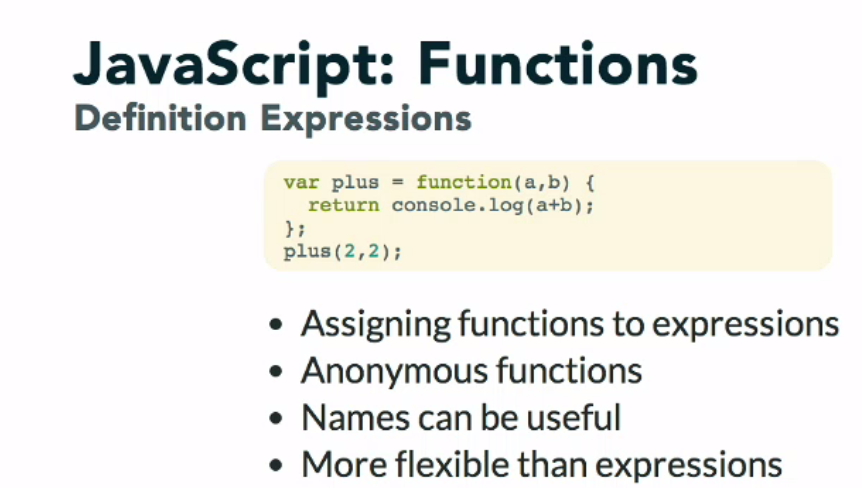 JavaScript: Functions
Definition Expressions
var plus = function(a,b) {
  return console.log(a+b);
};
plus(2,2);
• Assigning functions to expressions
• Anonymous functions
• Names can be useful
• More flexible than expressions